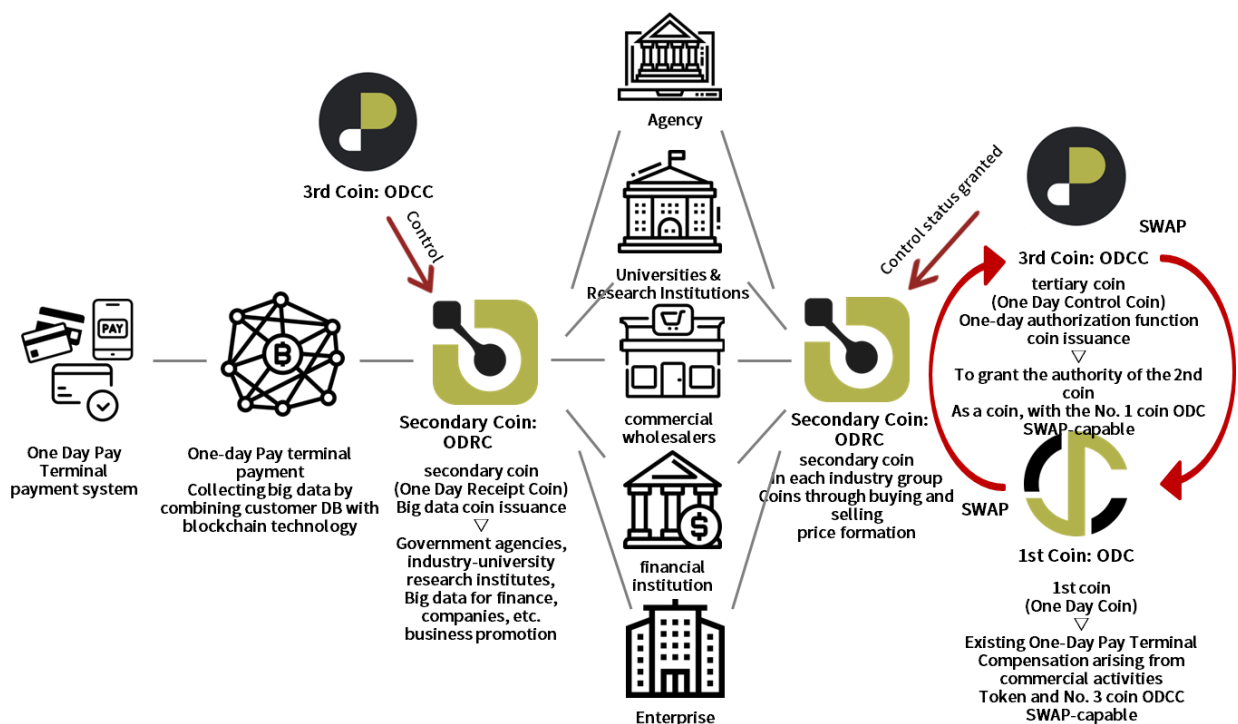 One Day Pay
Terminal
payment system
PAY
One-day Pay terminal
payment
Collecting big data by
combining customer DB with
blockchain technology
3rd Coin: ODCC
Control
Secondary Coin:
ODRC
secondary coin
(One Day Receipt Coin)
Big data coin issuance
▽
Government agencies,
industry-university
research institutes,
Big data for finance,
companies, etc.
business promotion
Agency
Universities &
Research Institutions
commercial
wholesalers
financial
institution
Enterprise
Control status granted
Secondary Coin:
ODRC
secondary coin
in each industry group
Coins through buying and
selling
price formation
SWAP
3rd Coin: ODCC
tertiary coin
(One Day Control Coin)
One-day authorization function
coin issuance
▽
To grant the authority of the 2nd
coin
As a coin, with the No. 1 coin ODC
SWAP-capable
SWAP
1st Coin: ODC
1st coin
(One Day Coin)
▽
Existing One-Day Pay Terminal
Compensation arising from
commercial activities
Token and No. 3 coin ODCC
SWAP-capable